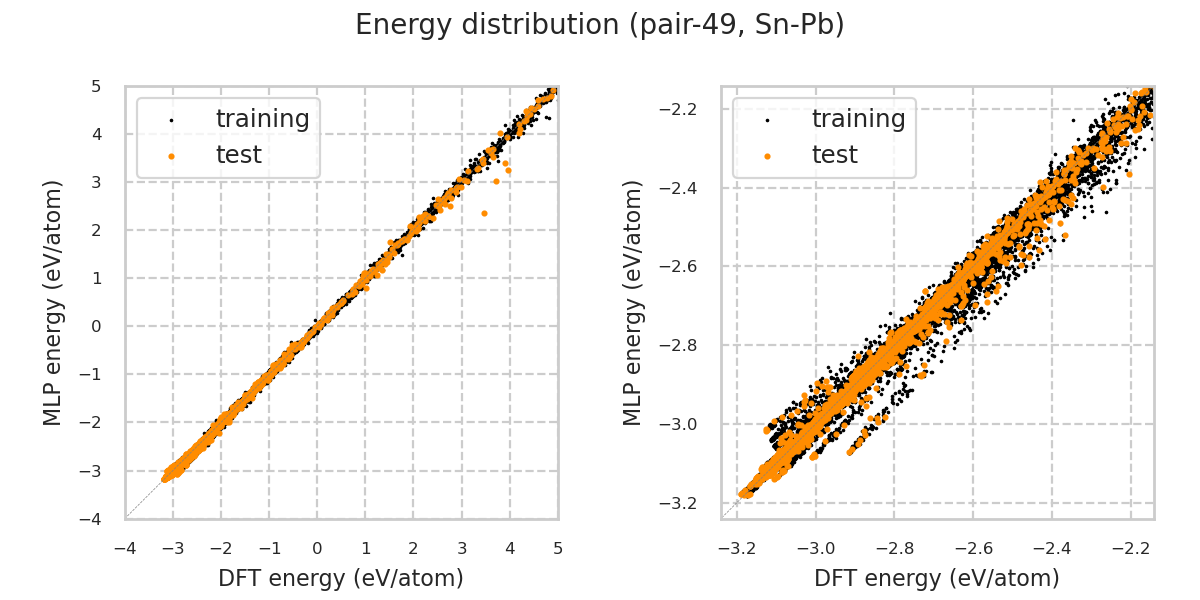 Energy distribution (pair-49, Sn-Pb)
MLP energy (eV/atom)
5
4
3
2
1
0
−1
−2
−3
−4
training
test
−4 −3 −2 −1 0 1 2 3 4 5
DFT energy (eV/atom)
MLP energy (eV/atom)
−2.2
−2.4
−2.6
−2.8
−3.0
−3.2
training
test
−3.2 −3.0 −2.8 −2.6 −2.4 −2.2
DFT energy (eV/atom)